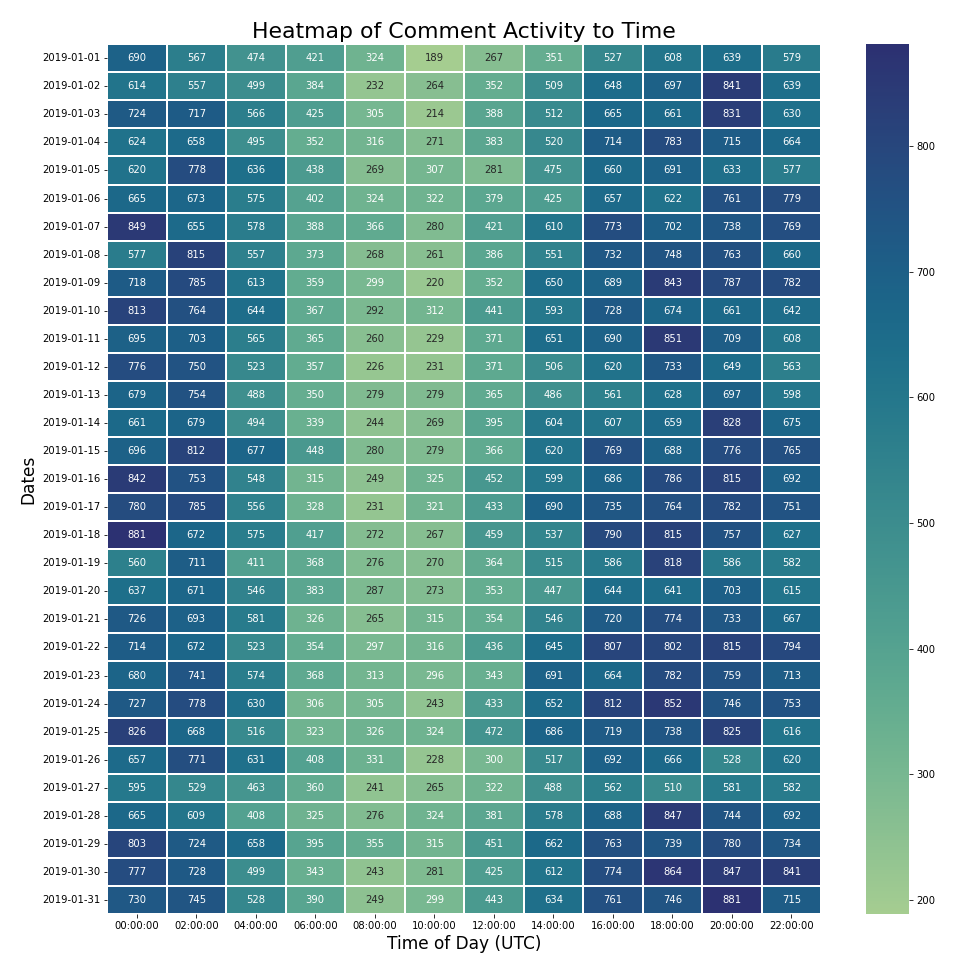 Heatmap of Comment Activity to Time
2019-01-01 690 567 474 421 324 189 267 351 527 608 639 579
2019-01-02 614 557 499 384 232 264 352 509 648 697 841 639
2019-01-03 724 717 566 425 305 214 388 512 665 661 831 630
2019-01-04 624 658 495 352 316 271 383 520 714 783 715 664
2019-01-05 620 778 636 438 269 307 281 475 660 691 633 577
2019-01-06 665 673 575 402 324 322 379 425 657 622 761 779
2019-01-07 849 655 578 388 366 280 421 610 773 702 738 769
2019-01-08 577 815 557 373 268 261 386 551 732 748 763 660
2019-01-09 718 785 613 359 299 220 352 650 689 843 787 782
2019-01-10 813 764 644 367 292 312 441 593 728 674 661 642
2019-01-11 695 703 565 365 260 229 371 651 690 851 709 608
2019-01-12 776 750 523 357 226 231 371 506 620 733 649 563
2019-01-13 679 754 488 350 279 279 365 486 561 628 697 598
2019-01-14 661 679 494 339 244 269 395 604 607 659 828 675
2019-01-15 696 812 677 448 280 279 366 620 769 688 776 765
2019-01-16 842 753 548 315 249 325 452 599 686 786 815 692
2019-01-17 780 785 556 328 231 321 433 690 735 764 782 751
2019-01-18 881 672 575 417 272 267 459 537 790 815 757 627
2019-01-19 560 711 411 368 276 270 364 515 586 818 586 582
2019-01-20 637 671 546 383 287 273 353 447 644 641 703 615
2019-01-21 726 693 581 326 265 315 354 546 720 774 733 667
2019-01-22 714 672 523 354 297 316 436 645 807 802 815 794
2019-01-23 680 741 574 368 313 296 343 691 664 782 759 713
2019-01-24 727 778 630 306 305 243 433 652 812 852 746 753
2019-01-25 826 668 516 323 326 324 472 686 719 738 825 616
2019-01-26 657 771 631 408 331 228 300 517 692 666 528 620
2019-01-27 595 529 463 360 241 265 322 488 562 510 581 582
2019-01-28 665 609 408 325 276 324 381 578 688 847 744 692
2019-01-29 803 724 658 395 355 315 451 662 763 739 780 734
2019-01-30 777 728 499 343 243 281 425 612 774 864 847 841
2019-01-31 730 745 528 390 249 299 443 634 761 746 881 715
00:00:00 02:00:00 04:00:00 06:00:00 08:00:00 10:00:00 12:00:00 14:00:00 16:00:00 18:00:00 20:00:00 22:00:00
Time of Day (UTC)
Dates
800
700
600
500
400
300
200